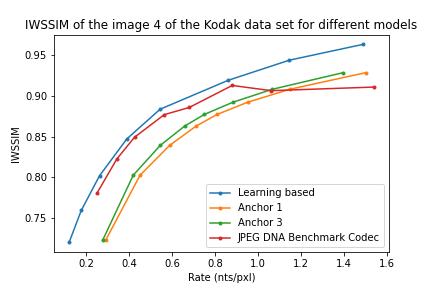 IWSSIM of the image 4 of the Kodak data set for different models
IWSSIM
0.95
0.90
0.85
0.80
0.75
0.2 0.4 0.6 0.8 1.0 1.2 1.4 1.6
Rate (nts/pxl)
Learning based
Anchor 1
Anchor 3
JPEG DNA Benchmark Codec